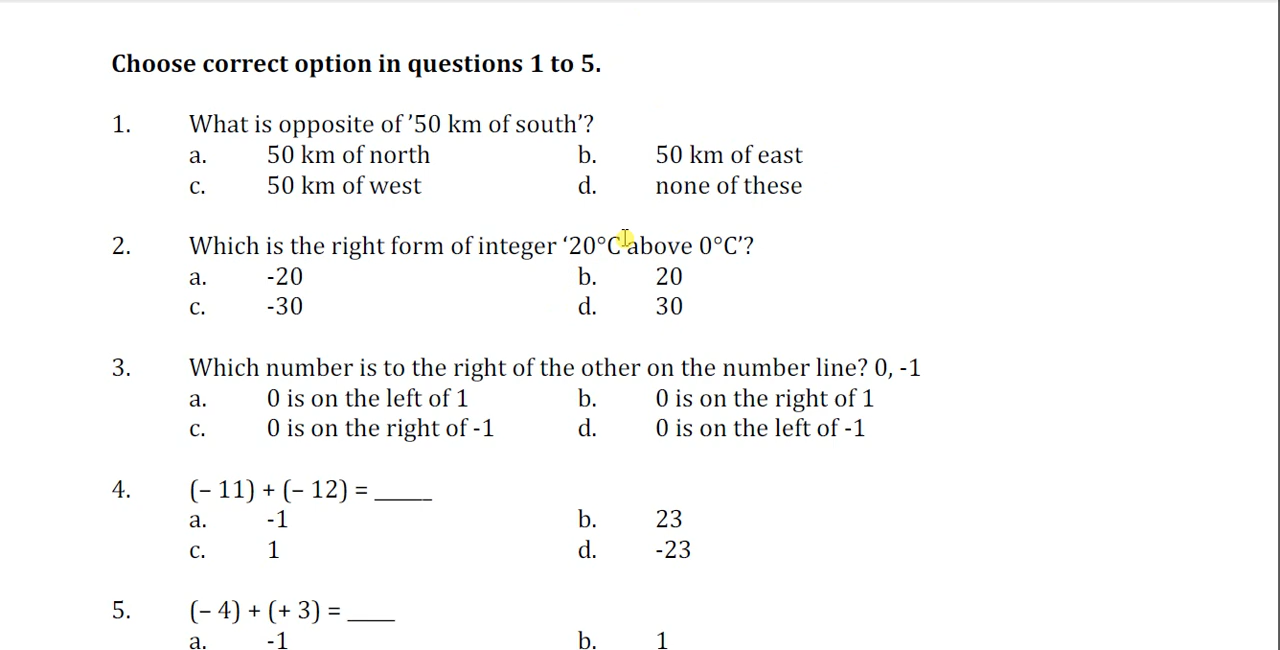 Choose correct option in questions 1 to 5.
1. What is opposite of ’50 km of south’?
a. 50 km of north b. 50 km of east
c. 50 km of west d. none of these
2. Which is the right form of integer ‘20°C above 0°C’?
a. -20 b. 20
c. -30 d. 30
3. Which number is to the right of the other on the number line? 0, -1
a. 0 is on the left of 1 b. 0 is on the right of 1
c. 0 is on the right of -1 d. 0 is on the left of -1
4. (– 11) + (– 12) = _____
a. -1 b. 23
c. 1 d. -23
5. (– 4) + (+ 3) = ____
a. -1 b. 1